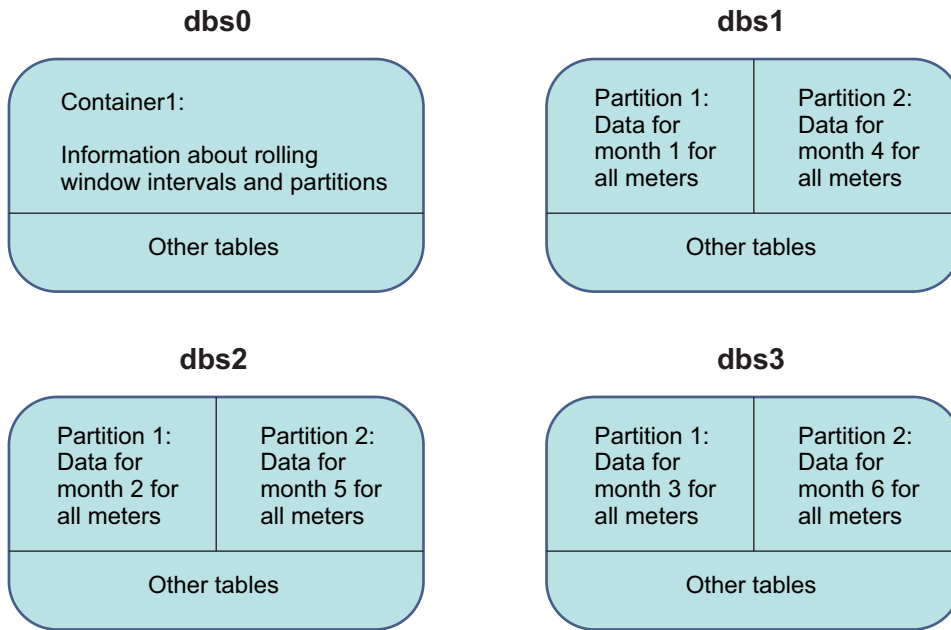 dbs0
Container1:
Information about rolling
window intervals and partitions
Other tables
dbs1
Partition 1:
Data for
month 1 for
all meters
Partition 2:
Data for
month 4 for
all meters
Other tables
dbs2
Partition 1:
Data for
month 2 for
all meters
Partition 2:
Data for
month 5 for
all meters
Other tables
dbs3
Partition 1:
Data for
month 3 for
all meters
Partition 2:
Data for
month 6 for
all meters
Other tables